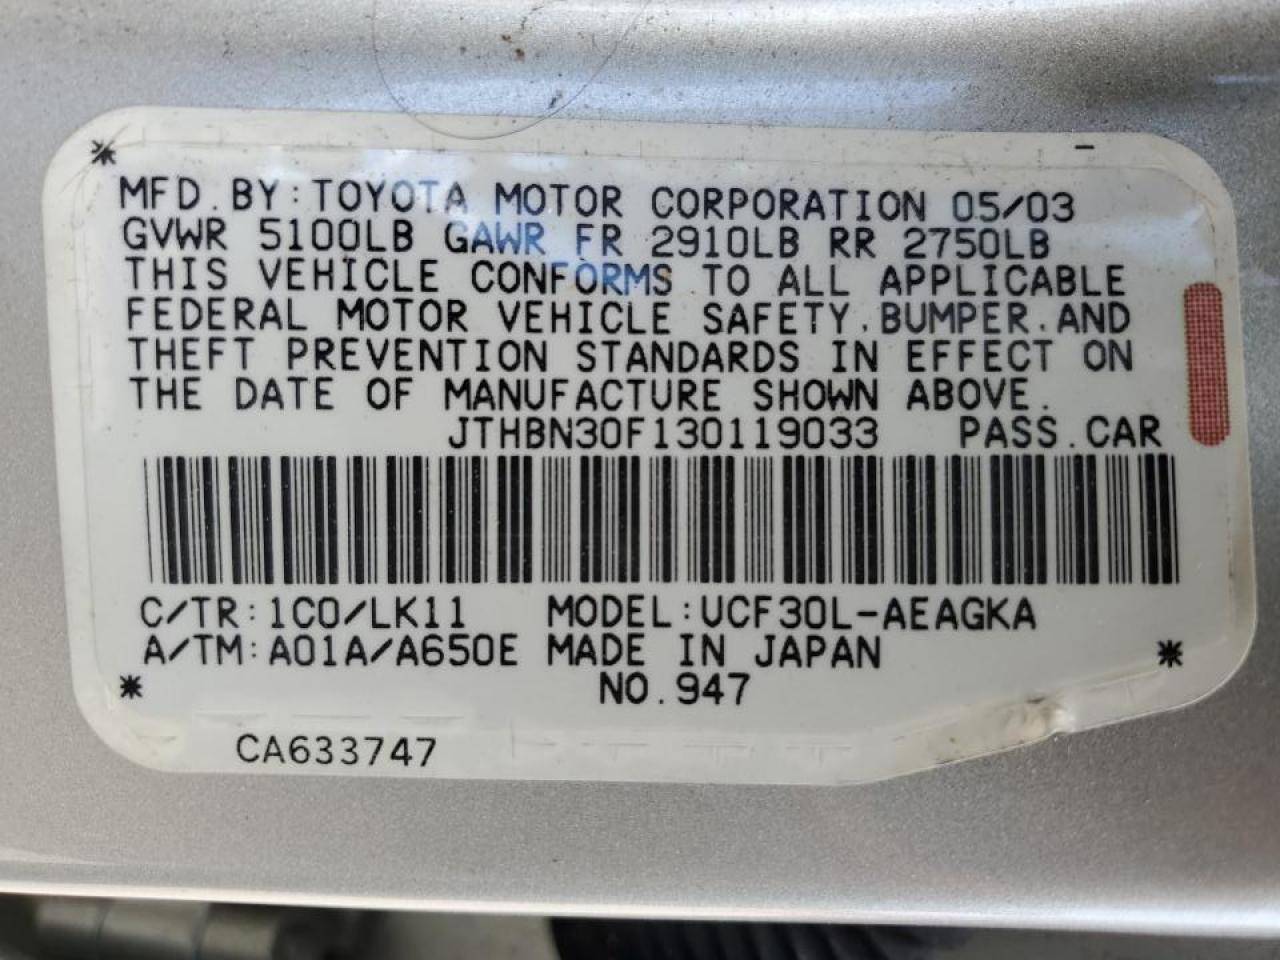 MFD.BY:TOYOTA MOTOR CORPORATION 05/03
GVWR 5100LB GAWR FR 2910LB RR 2750LB
THIS VEHICLE CONFORMS TO ALL APPLICABLE
FEDERAL MOTOR VEHICLE SAFETY.BUMPER.AND
THEFT PREVENTION STANDARDS IN EFFECT ON
THE DATE OF MANUFACTURE SHOWN ABOVE.
JTHBN30F130119033 PASS.CAR
C/TR:1C0/LK11 MODEL:UCF30L-AEAGKA
A/TM:A01A/A650E MADE IN JAPAN
NO.947
CA633747